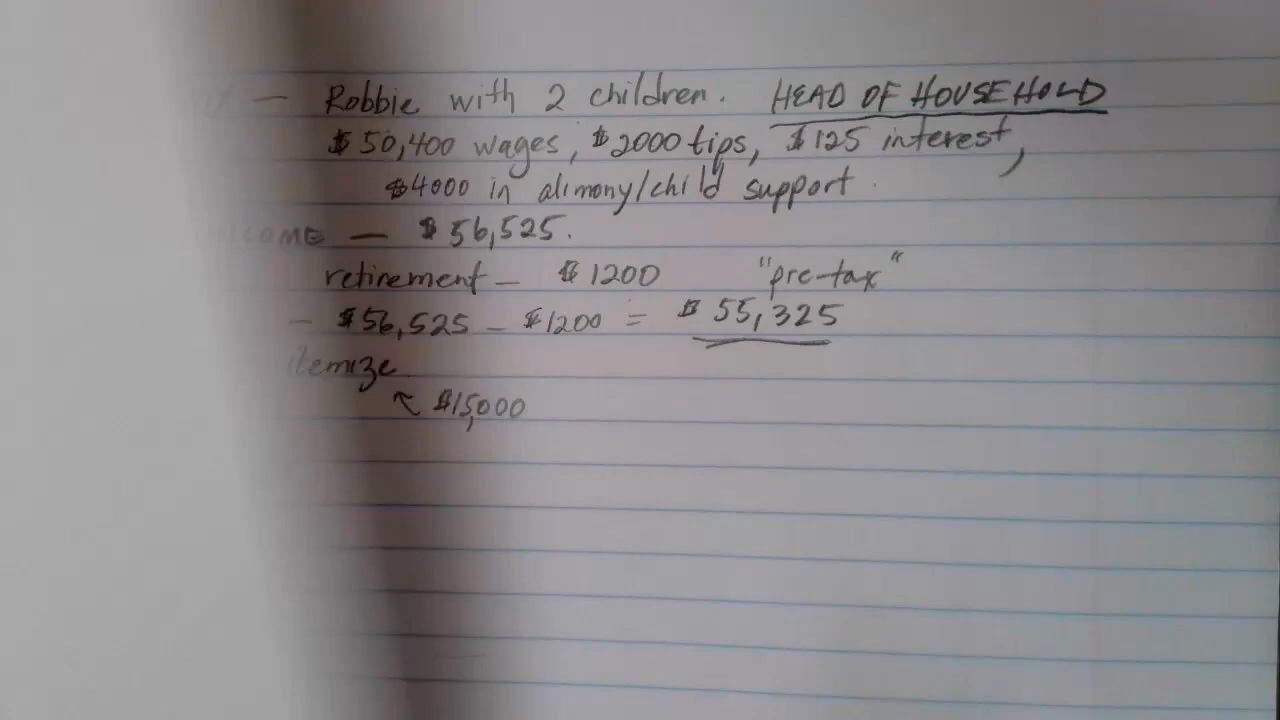 — Robbie with 2 children. HEAD OF HOUSEHOLD
$50,400 wages, $2000 tips, $125 interest,
$4000 in alimony/child support.
INCOME — $56,525.
retirement — $1200 "pre-tax"
- $56,525 - $1200 = $55,325
itemize
↖ $15,000